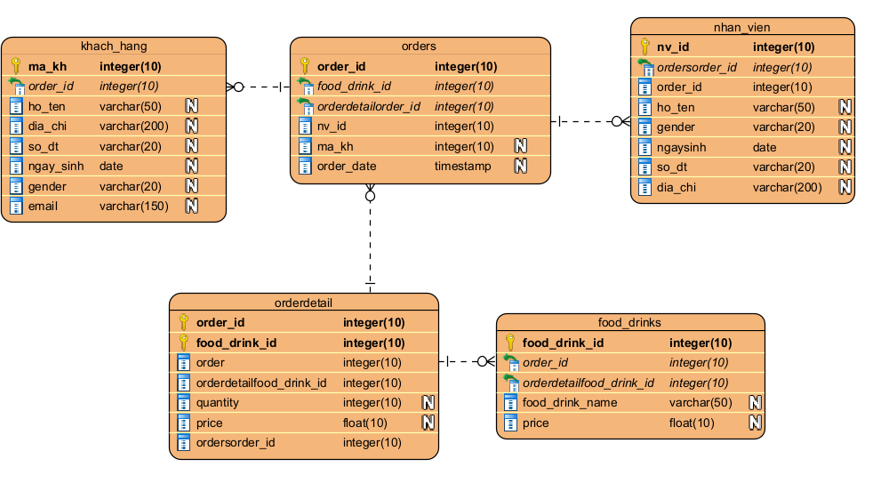 khach_hang
ma_kh integer(10)
order_id integer(10)
ho_ten varchar(50) N
dia_chi varchar(200) N
so_dt varchar(20) N
ngay_sinh date N
gender varchar(20) N
email varchar(150) N
orders
order_id integer(10)
food_drink_id integer(10)
orderdetailorder_id integer(10)
nv_id integer(10)
ma_kh integer(10) N
order_date timestamp N
nhan_vien
nv_id integer(10)
ordersorder_id integer(10)
order_id integer(10)
ho_ten varchar(50) N
gender varchar(20) N
ngaysinh date N
so_dt varchar(20) N
dia_chi varchar(200) N
orderdetail
order_id integer(10)
food_drink_id integer(10)
order integer(10)
orderdetailfood_drink_id integer(10)
quantity integer(10) N
price float(10) N
ordersorder_id integer(10)
food_drinks
food_drink_id integer(10)
order_id integer(10)
orderdetailfood_drink_id integer(10)
food_drink_name varchar(50) N
price float(10) N